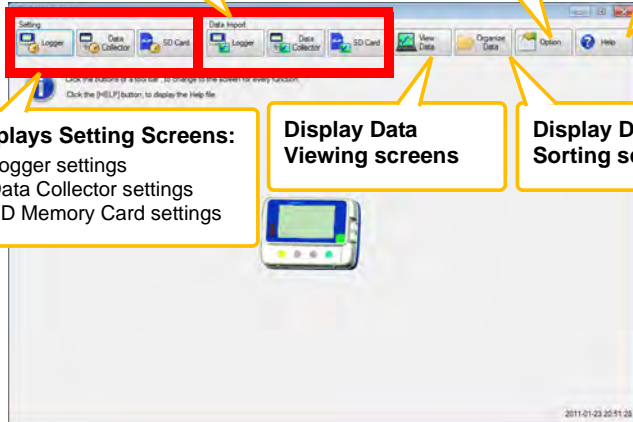 Setting
Logger
Data Collector
SD Card
Data Import
Logger
Data Collector
SD Card
View Data
Organize Data
Option
Help
Click the buttons of a tool bar, to change to the screen for every function.
Click the [HELP] button, to display the Help file.
plays Setting Screens:
ogger settings
ata Collector settings
D Memory Card settings
Display Data
Viewing screens
Display D
Sorting sc
2011-01-23 20:51:28